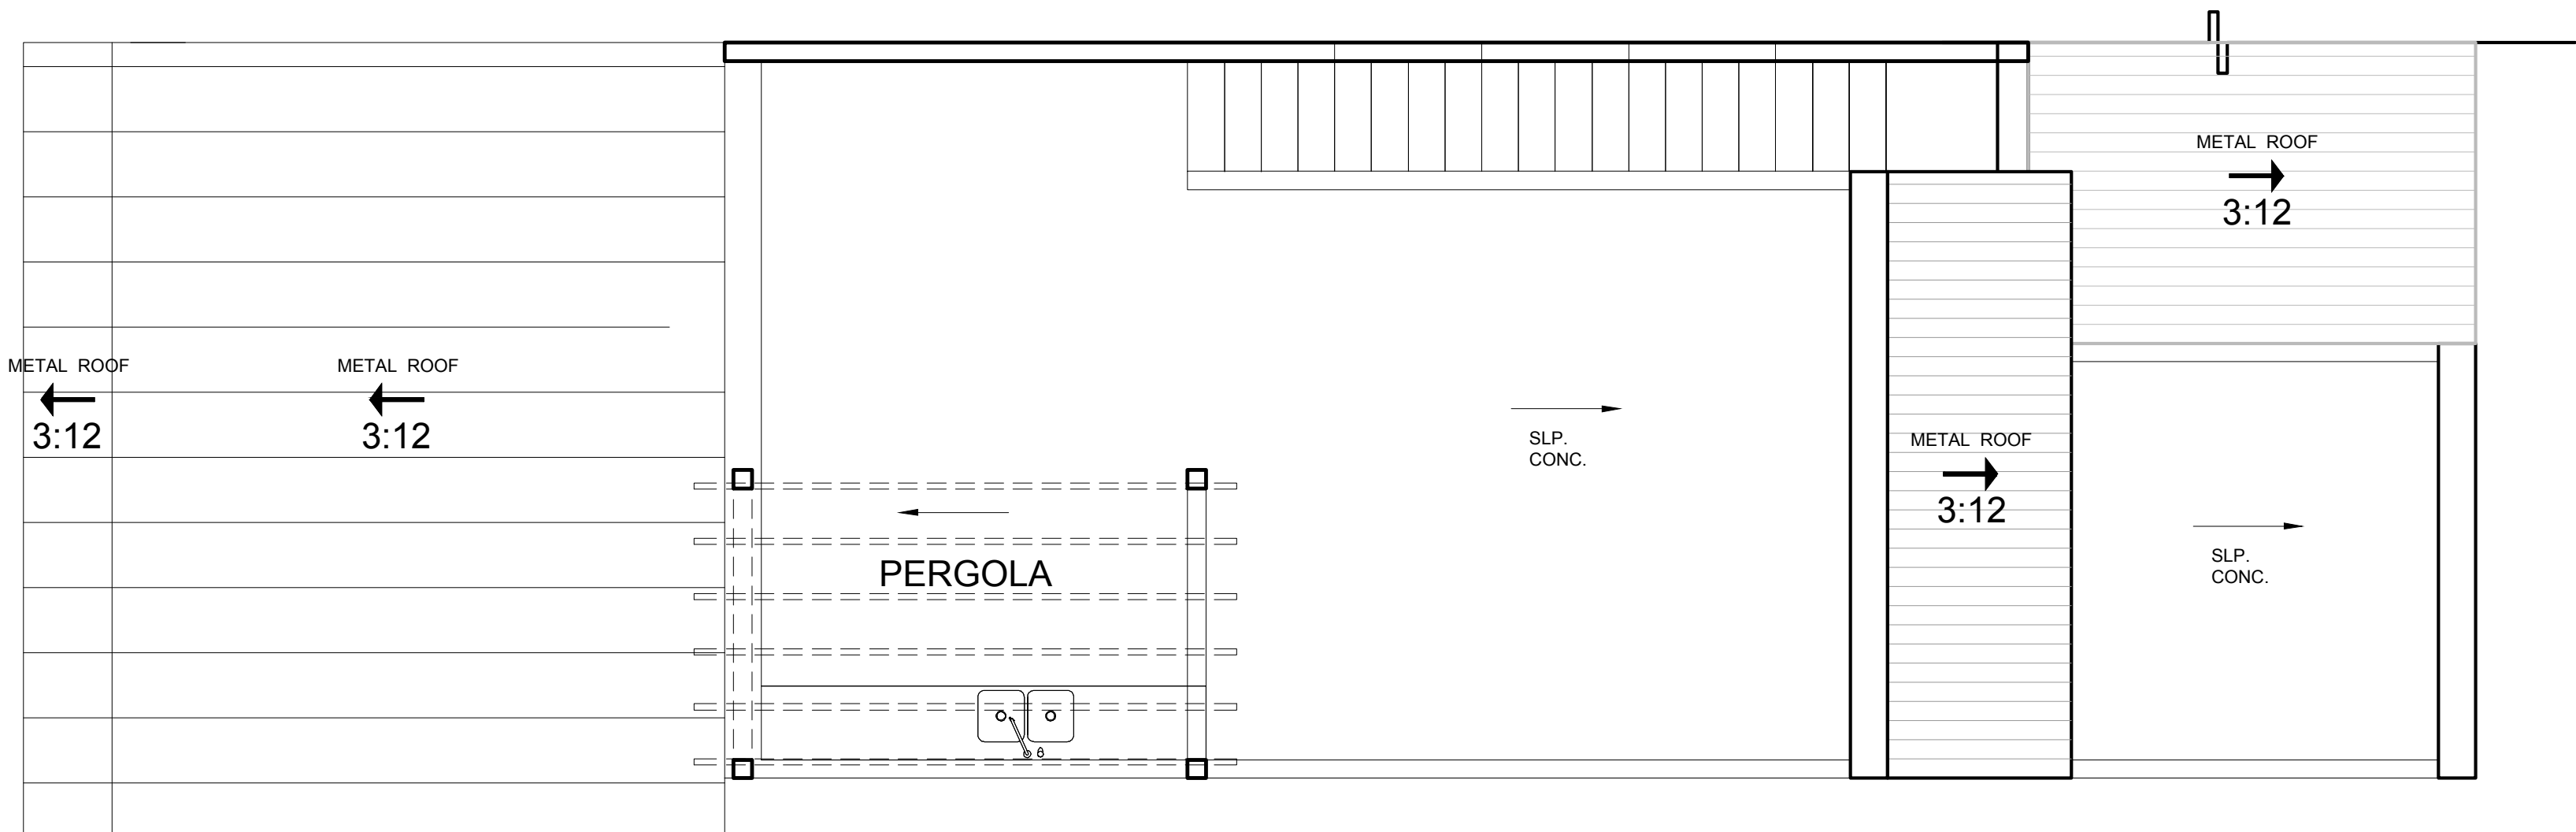 METAL ROOF
3:12
METAL ROOF
3:12
METAL ROOF
3:12
SLP.
CONC.
METAL ROOF
3:12
PERGOLA
SLP.
CONC.